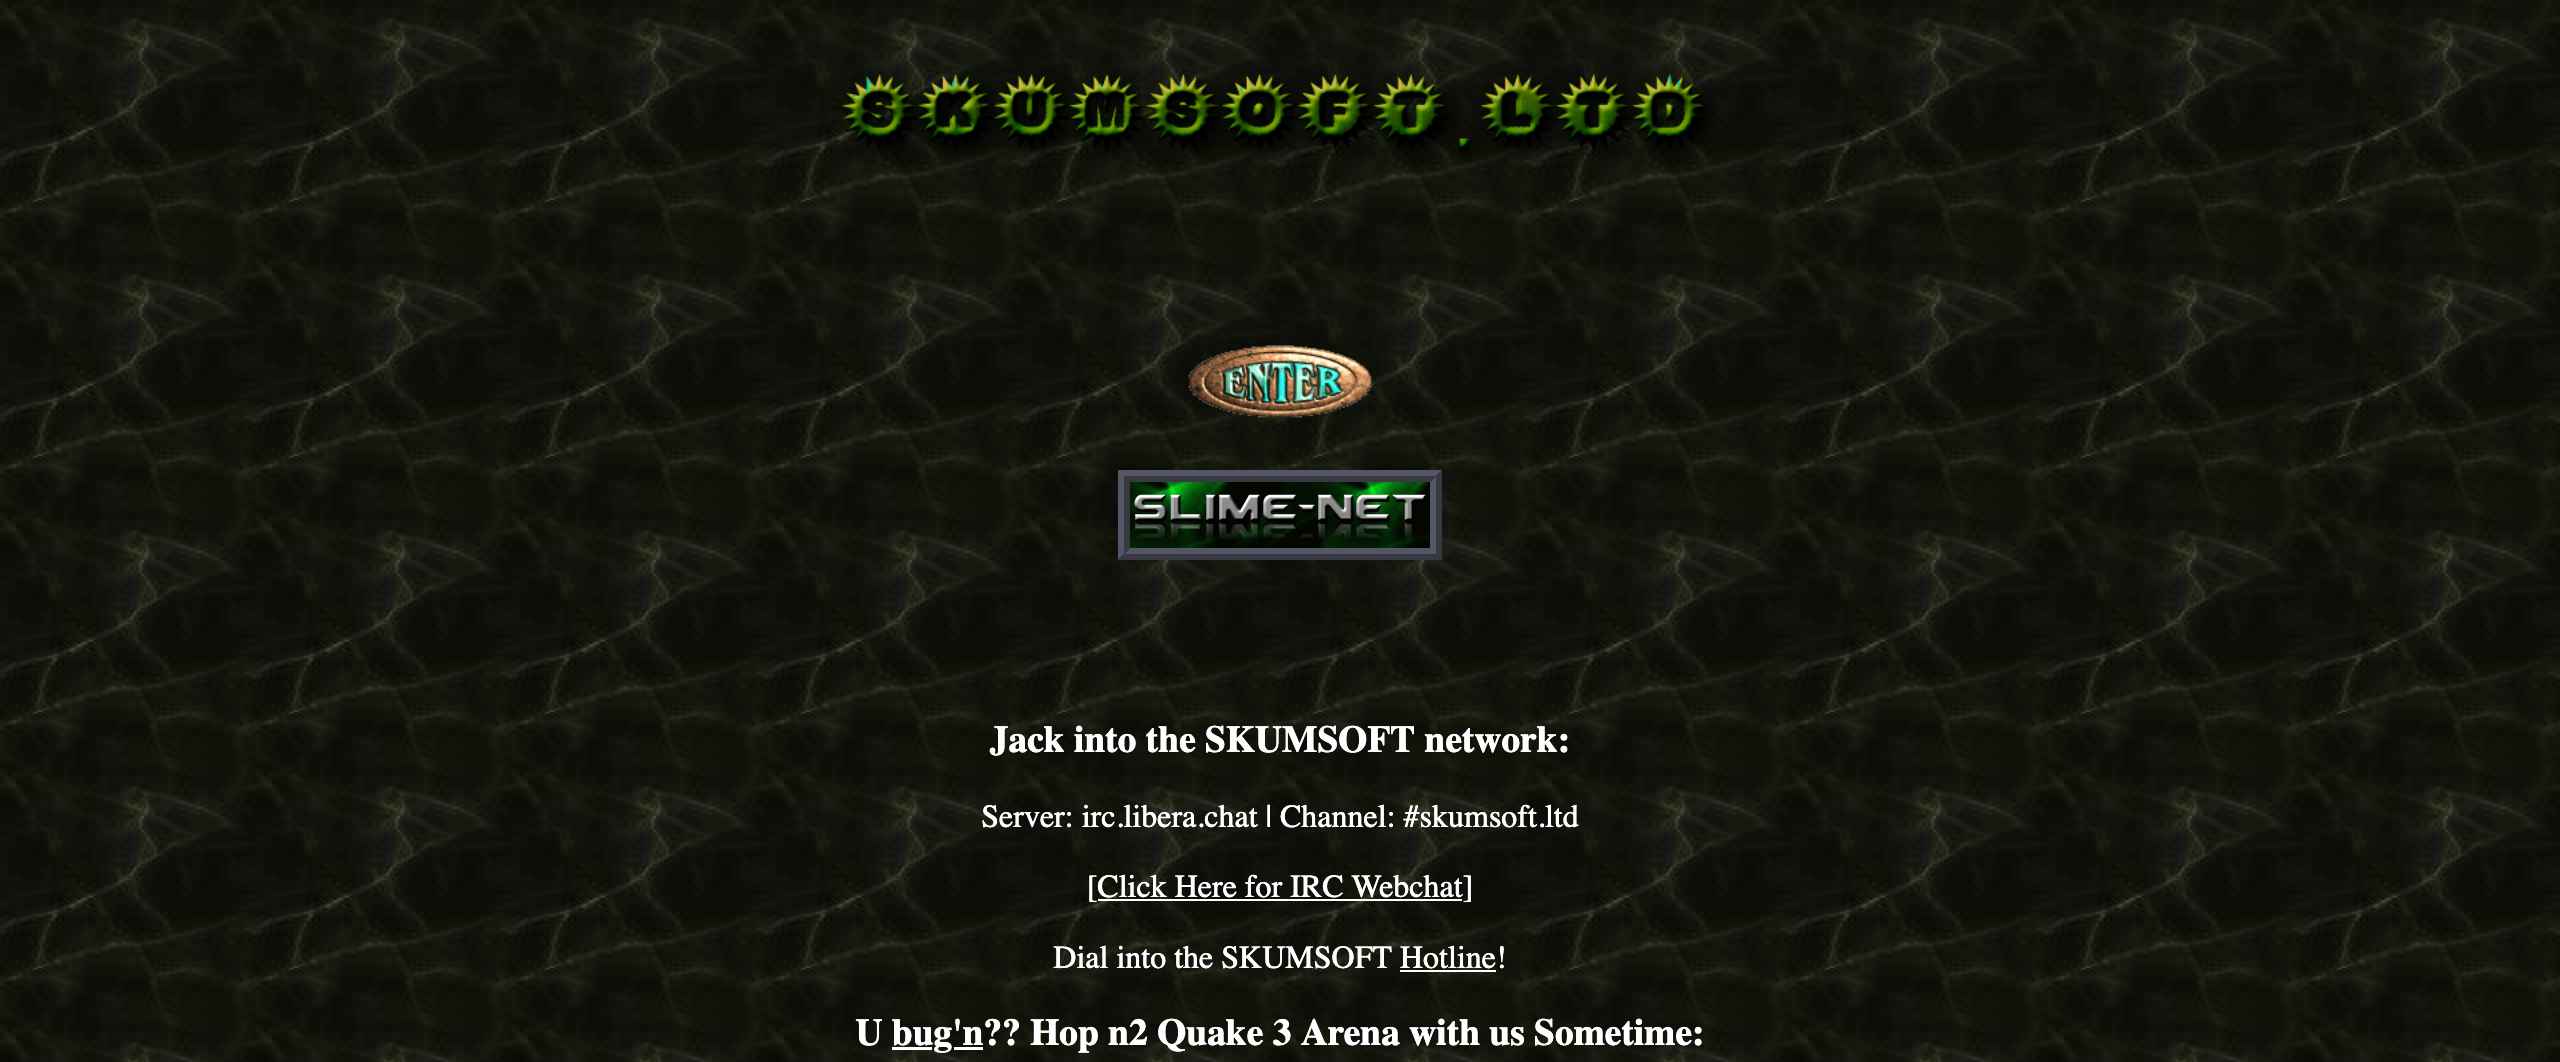 SKUMSOFT.LTD
ENTER
SLIME-NET
Jack into the SKUMSOFT network:
Server: irc.libera.chat | Channel: #skumsoft.ltd
[Click Here for IRC Webchat]
Dial into the SKUMSOFT Hotline!
U bug'n?? Hop n2 Quake 3 Arena with us Sometime: